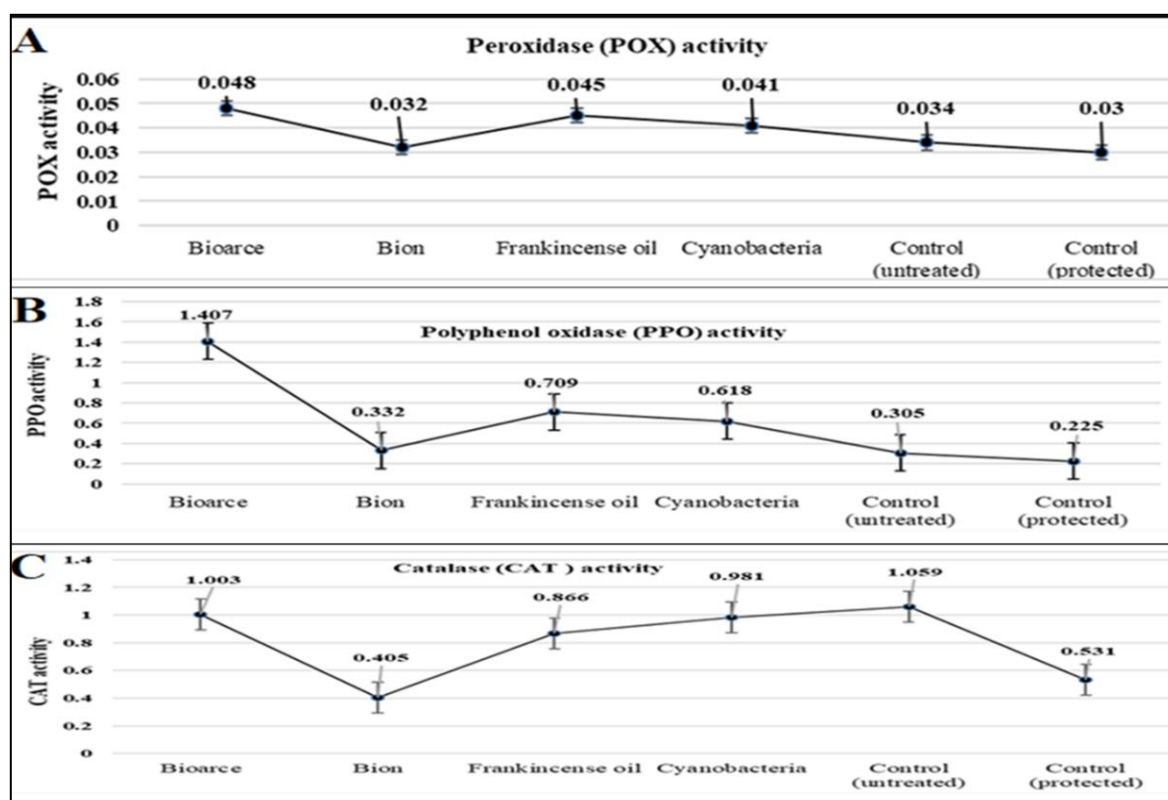 A
Peroxidase (POX) activity
POX activity
0.06
0.05
0.04
0.03
0.02
0.01
0
0.048
0.032
0.045
0.041
0.034
0.03
Bioarce
Bion
Frankincense oil
Cyanobacteria
Control
(untreated)
Control
(protected)
B
Polyphenol oxidase (PPO) activity
PPO activity
1.8
1.6
1.4
1.2
1
0.8
0.6
0.4
0.2
0
1.407
0.332
0.709
0.618
0.305
0.225
Bioarce
Bion
Frankincense oil
Cyanobacteria
Control
(untreated)
Control
(protected)
C
Catalase (CAT ) activity
CAT activity
1.4
1.2
1
0.8
0.6
0.4
0.2
0
1.003
0.405
0.866
0.981
1.059
0.531
Bioarce
Bion
Frankincense oil
Cyanobacteria
Control
(untreated)
Control
(protected)